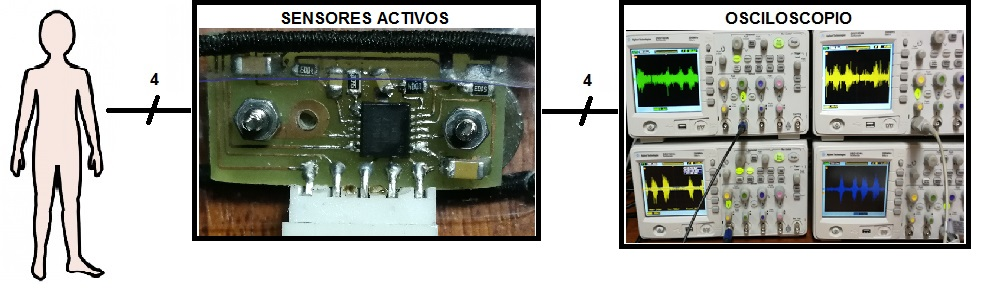 SENSORES ACTIVOS
OSCILOSCOPIO
4
4